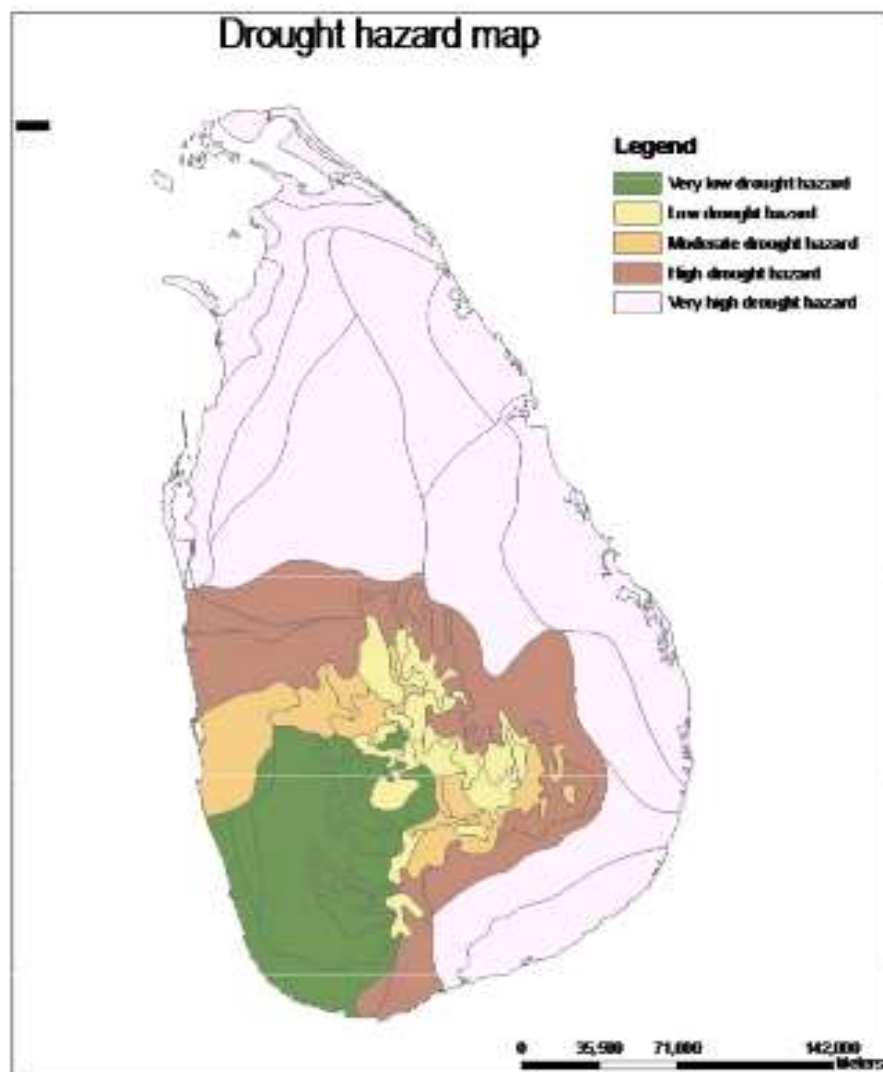 Drought hazard map
Legend
Very low drought hazard
Low drought hazard
Moderate drought hazard
High drought hazard
Very high drought hazard
0 35,500 71,000 142,000
Meters